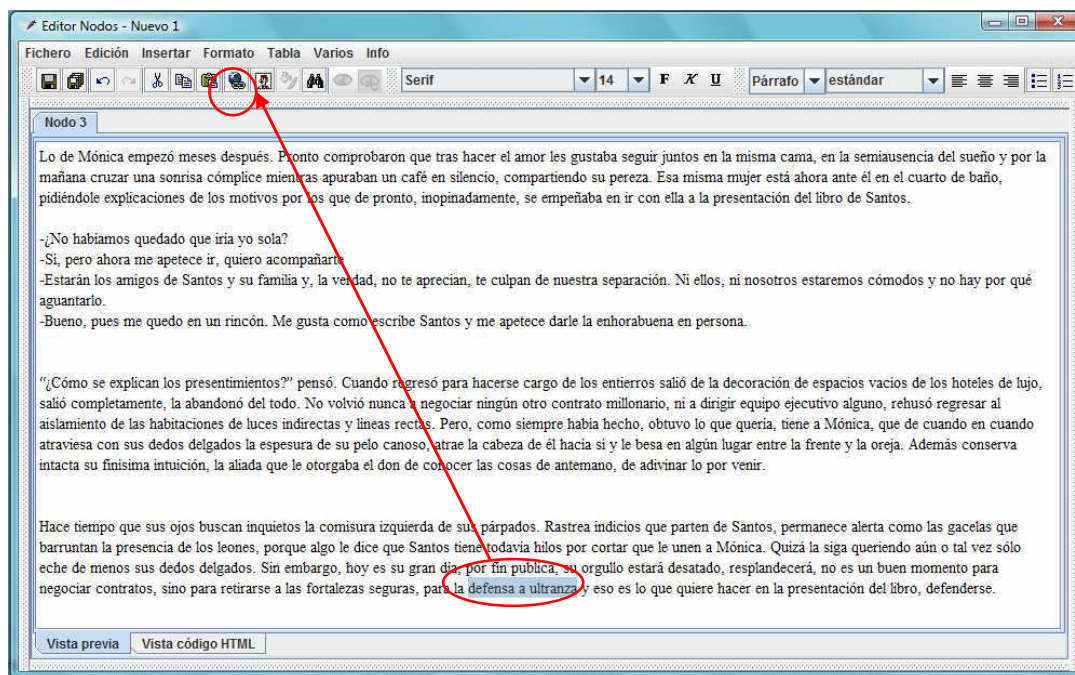 Editor Nodos - Nuevo 1
Fichero Edición Insertar Formato Tabla Varios Info
Serif 14 F K U Párrafo estándar
Nodo 3
Lo de Mónica empezó meses después. Pronto comprobaron que tras hacer el amor les gustaba seguir juntos en la misma cama, en la semiausencia del sueño y por la
mañana cruzar una sonrisa cómplice mientras apuraban un café en silencio, compartiendo su pereza. Esa misma mujer está ahora ante él en el cuarto de baño,
pidiéndole explicaciones de los motivos por los que de pronto, inopinadamente, se empeñaba en ir con ella a la presentación del libro de Santos.
-¿No habíamos quedado que iría yo sola?
-Sí, pero ahora me apetece ir, quiero acompañarte
-Estarán los amigos de Santos y su familia y, la verdad, no te aprecian, te culpan de nuestra separación. Ni ellos, ni nosotros estaremos cómodos y no hay por qué
aguantarlo.
-Bueno, pues me quedo en un rincón. Me gusta como escribe Santos y me apetece darle la enhorabuena en persona.
“¿Cómo se explican los presentimientos?” pensó. Cuando regresó para hacerse cargo de los entierros salió de la decoración de espacios vacíos de los hoteles de lujo,
salió completamente, la abandonó del todo. No volvió nunca a negociar ningún otro contrato millonario, ni a dirigir equipo ejecutivo alguno, rehusó regresar al
aislamiento de las habitaciones de luces indirectas y líneas rectas. Pero, como siempre había hecho, obtuvo lo que quería, tiene a Mónica, que de cuando en cuando
atraviesa con sus dedos delgados la espesura de su pelo canoso, atrae la cabeza de él hacia sí y le besa en algún lugar entre la frente y la oreja. Además conserva
intacta su finísima intuición, la aliada que le otorgaba el don de conocer las cosas de antemano, de adivinar lo por venir.
Hace tiempo que sus ojos buscan inquietos la comisura izquierda de sus párpados. Rastrea indicios que parten de Santos, permanece alerta como las gacelas que
barruntan la presencia de los leones, porque algo le dice que Santos tiene todavía hilos por cortar que le unen a Mónica. Quizá la siga queriendo aún o tal vez sólo
eche de menos sus dedos delgados. Sin embargo, hoy es su gran día, por fin publica, su orgullo estará desatado, resplandecerá, no es un buen momento para
negociar contratos, sino para retirarse a las fortalezas seguras, para la defensa a ultranza y eso es lo que quiere hacer en la presentación del libro, defenderse.
Vista previa Vista código HTML